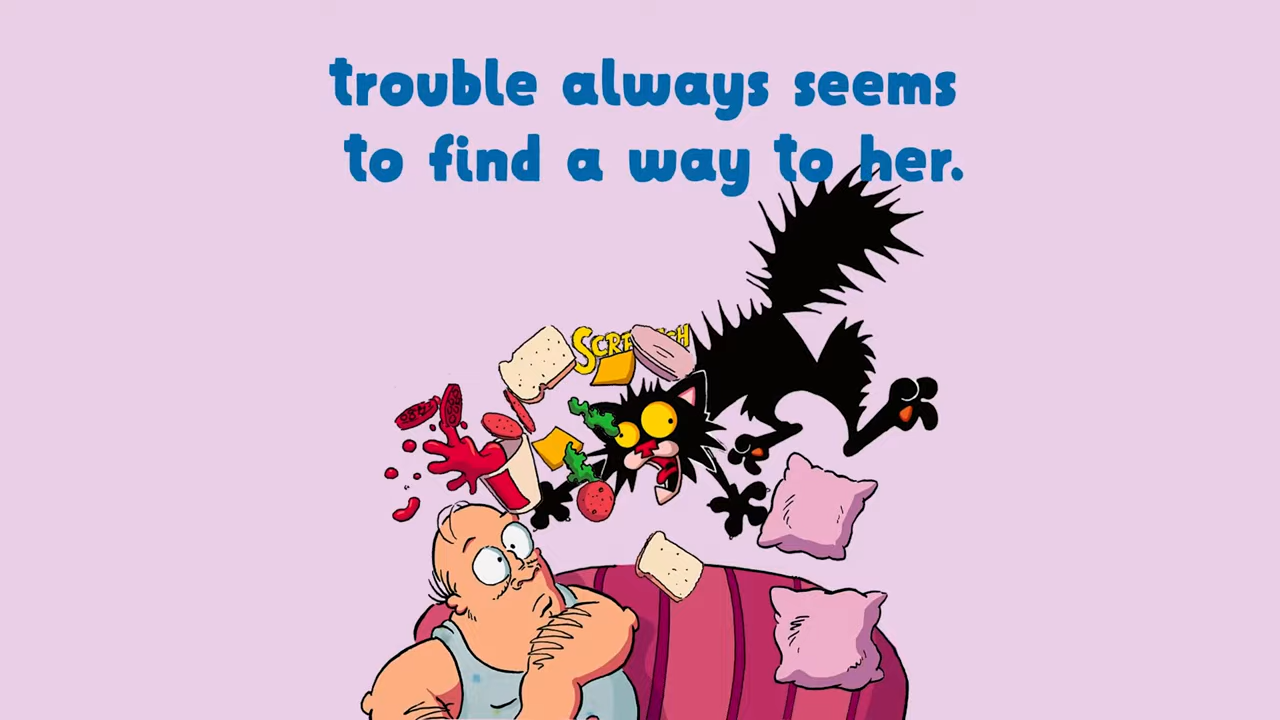 trouble always seems
to find a way to her.